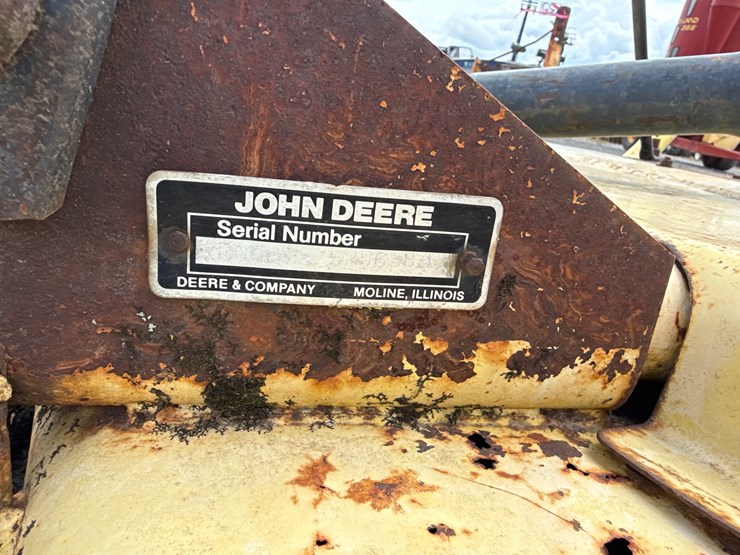 JOHN DEERE
Serial Number
DEERE & COMPANY MOLINE, ILLINOIS